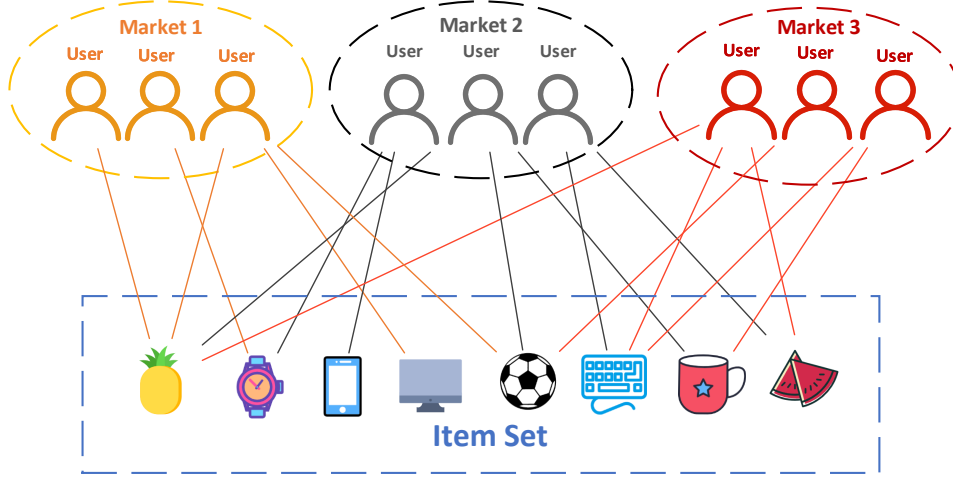 Market 1
User User User
Market 2
User User User
Market 3
User User User
Item Set